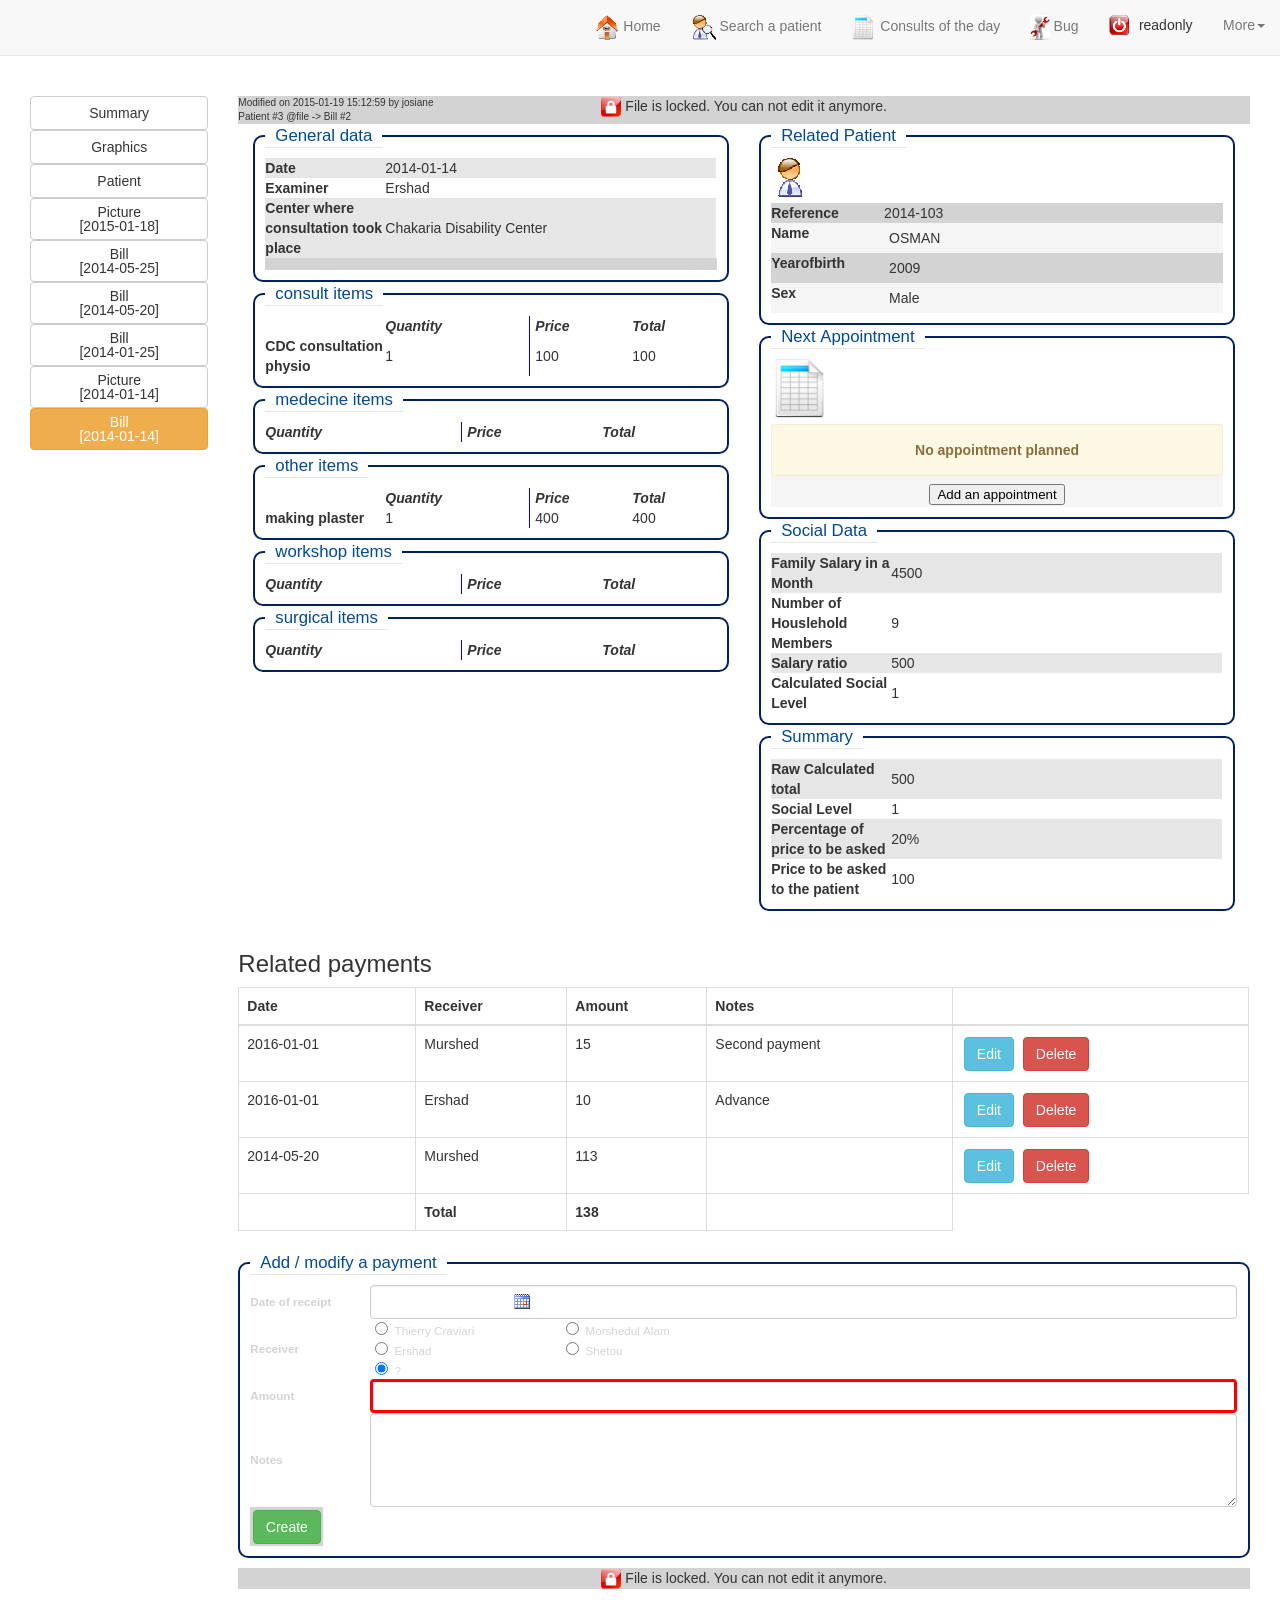 Home
Search a patient
Consults of the day
Bug
readonly
More
Summary
Graphics
Patient
Picture
[2015-01-18]
Bill
[2014-05-25]
Bill
[2014-05-20]
Bill
[2014-01-25]
Picture
[2014-01-14]
Bill
[2014-01-14]
Modified on 2015-01-19 15:12:59 by josiane
Patient #3 @file -> Bill #2
File is locked. You can not edit it anymore.
General data
Date 2014-01-14
Examiner Ershad
Center where
consultation took Chakaria Disability Center
place
consult items
Quantity Price Total
CDC consultation
physio 1 100 100
medecine items
Quantity Price Total
other items
Quantity Price Total
making plaster 1 400 400
workshop items
Quantity Price Total
surgical items
Quantity Price Total
Related Patient
Reference 2014-103
Name OSMAN
Yearofbirth 2009
Sex Male
Next Appointment
No appointment planned
Add an appointment
Social Data
Family Salary in a
Month 4500
Number of
Houslehold 9
Members
Salary ratio 500
Calculated Social
Level 1
Summary
Raw Calculated
total 500
Social Level 1
Percentage of
price to be asked 20%
Price to be asked
to the patient 100
Related payments
Date Receiver Amount Notes
2016-01-01 Murshed 15 Second payment Edit Delete
2016-01-01 Ershad 10 Advance Edit Delete
2014-05-20 Murshed 113 Edit Delete
Total 138
Add / modify a payment
Date of receipt
Receiver
Thierry Craviari Morshedul Alam
Ershad Shetou
?
Amount
Notes
Create
File is locked. You can not edit it anymore.